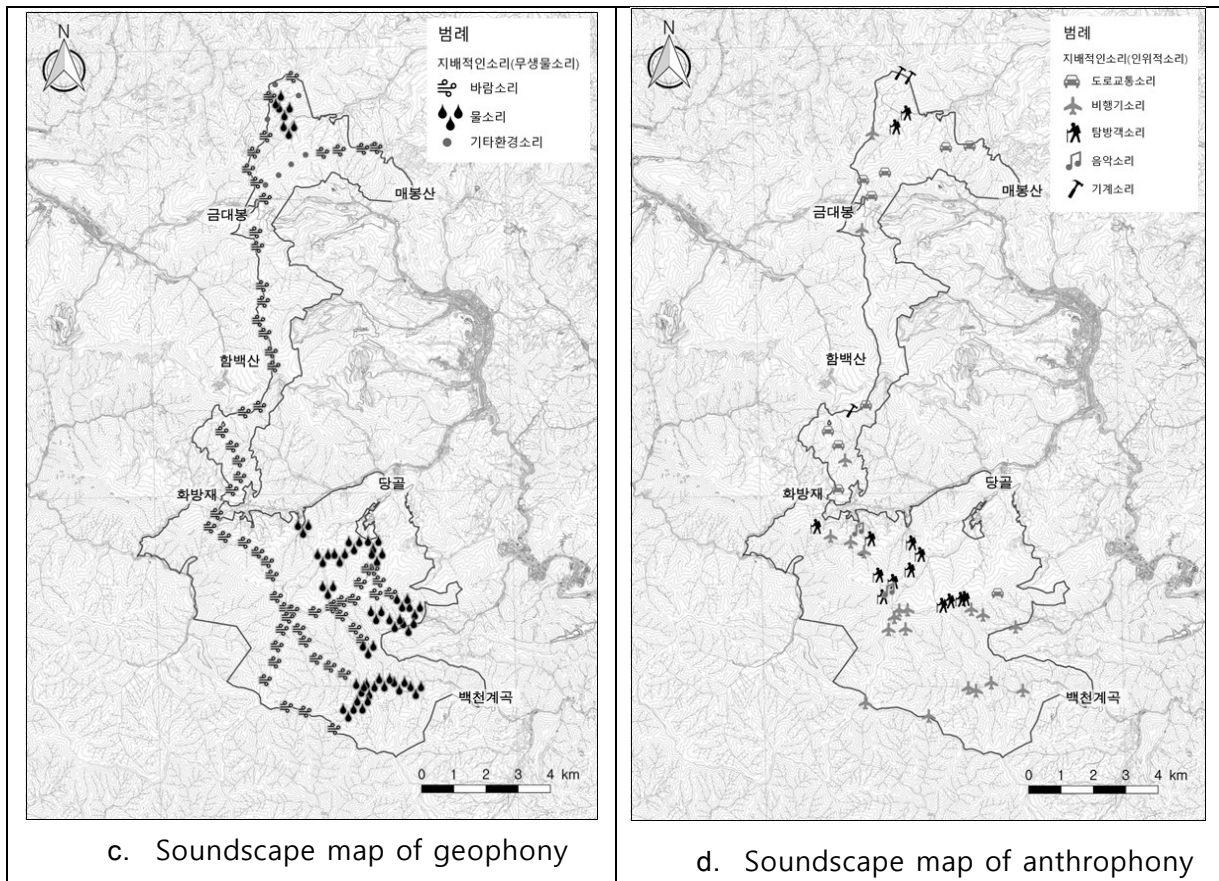 N
범례
지배적인소리(무생물소리)
바람소리
물소리
기타환경소리
매봉산
금대봉
함백산
화방재
당골
백천계곡
0 1 2 3 4 km
c. Soundscape map of geophony
N
범례
지배적인소리(인위적소리)
도로교통소리
비행기소리
탐방객소리
음악소리
기계소리
매봉산
금대봉
함백산
화방재
당골
백천계곡
0 1 2 3 4 km
d. Soundscape map of anthrophony